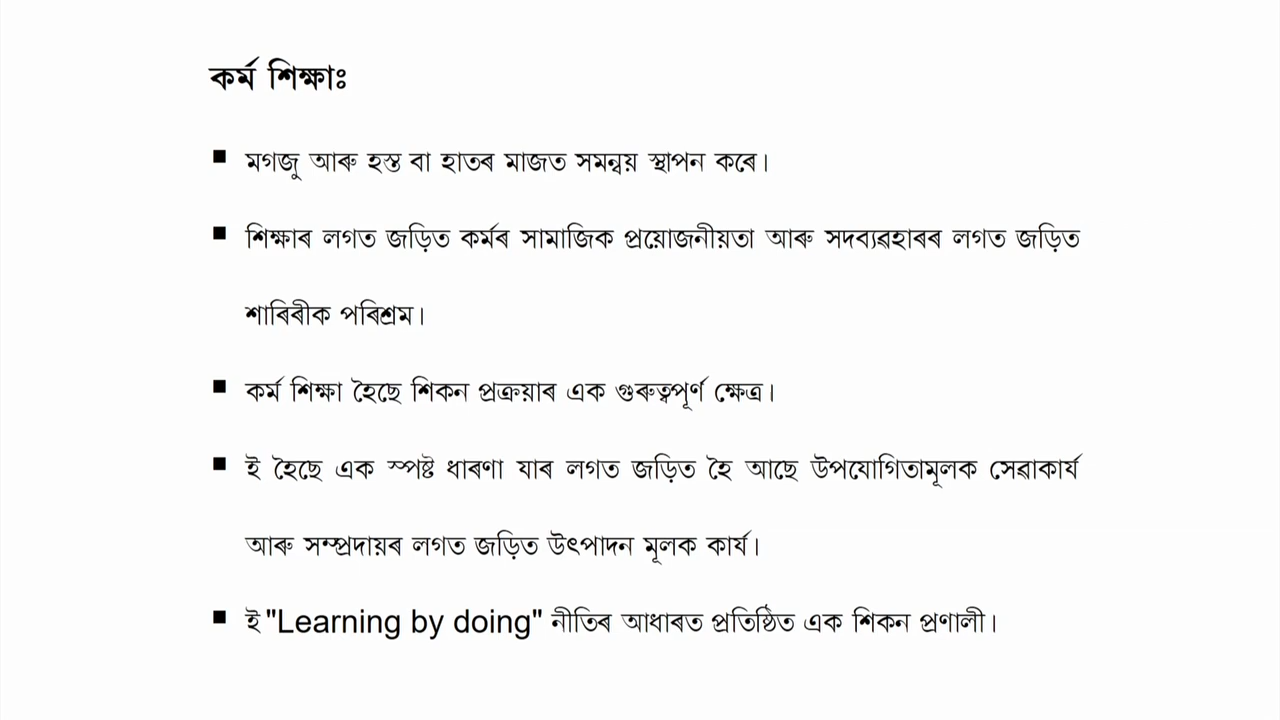 কৰ্ম শিক্ষাঃ
▪ মগজু আৰু হস্ত বা হাতৰ মাজত সমন্বয় স্থাপন কৰে।
▪ শিক্ষাৰ লগত জড়িত কৰ্মৰ সামাজিক প্ৰয়োজনীয়তা আৰু সদব্যৱহাৰৰ লগত জড়িত
শাৰিৰীক পৰিশ্ৰম।
▪ কৰ্ম শিক্ষা হৈছে শিকন প্ৰক্ৰয়াৰ এক গুৰুত্বপূৰ্ণ ক্ষেত্ৰ।
▪ ই হৈছে এক স্পষ্ট ধাৰণা যাৰ লগত জড়িত হৈ আছে উপযোগিতামূলক সেৱাকাৰ্য
আৰু সম্প্ৰদায়ৰ লগত জড়িত উৎপাদন মূলক কাৰ্য।
▪ ই "Learning by doing" নীতিৰ আধাৰত প্ৰতিষ্ঠিত এক শিকন প্ৰণালী।